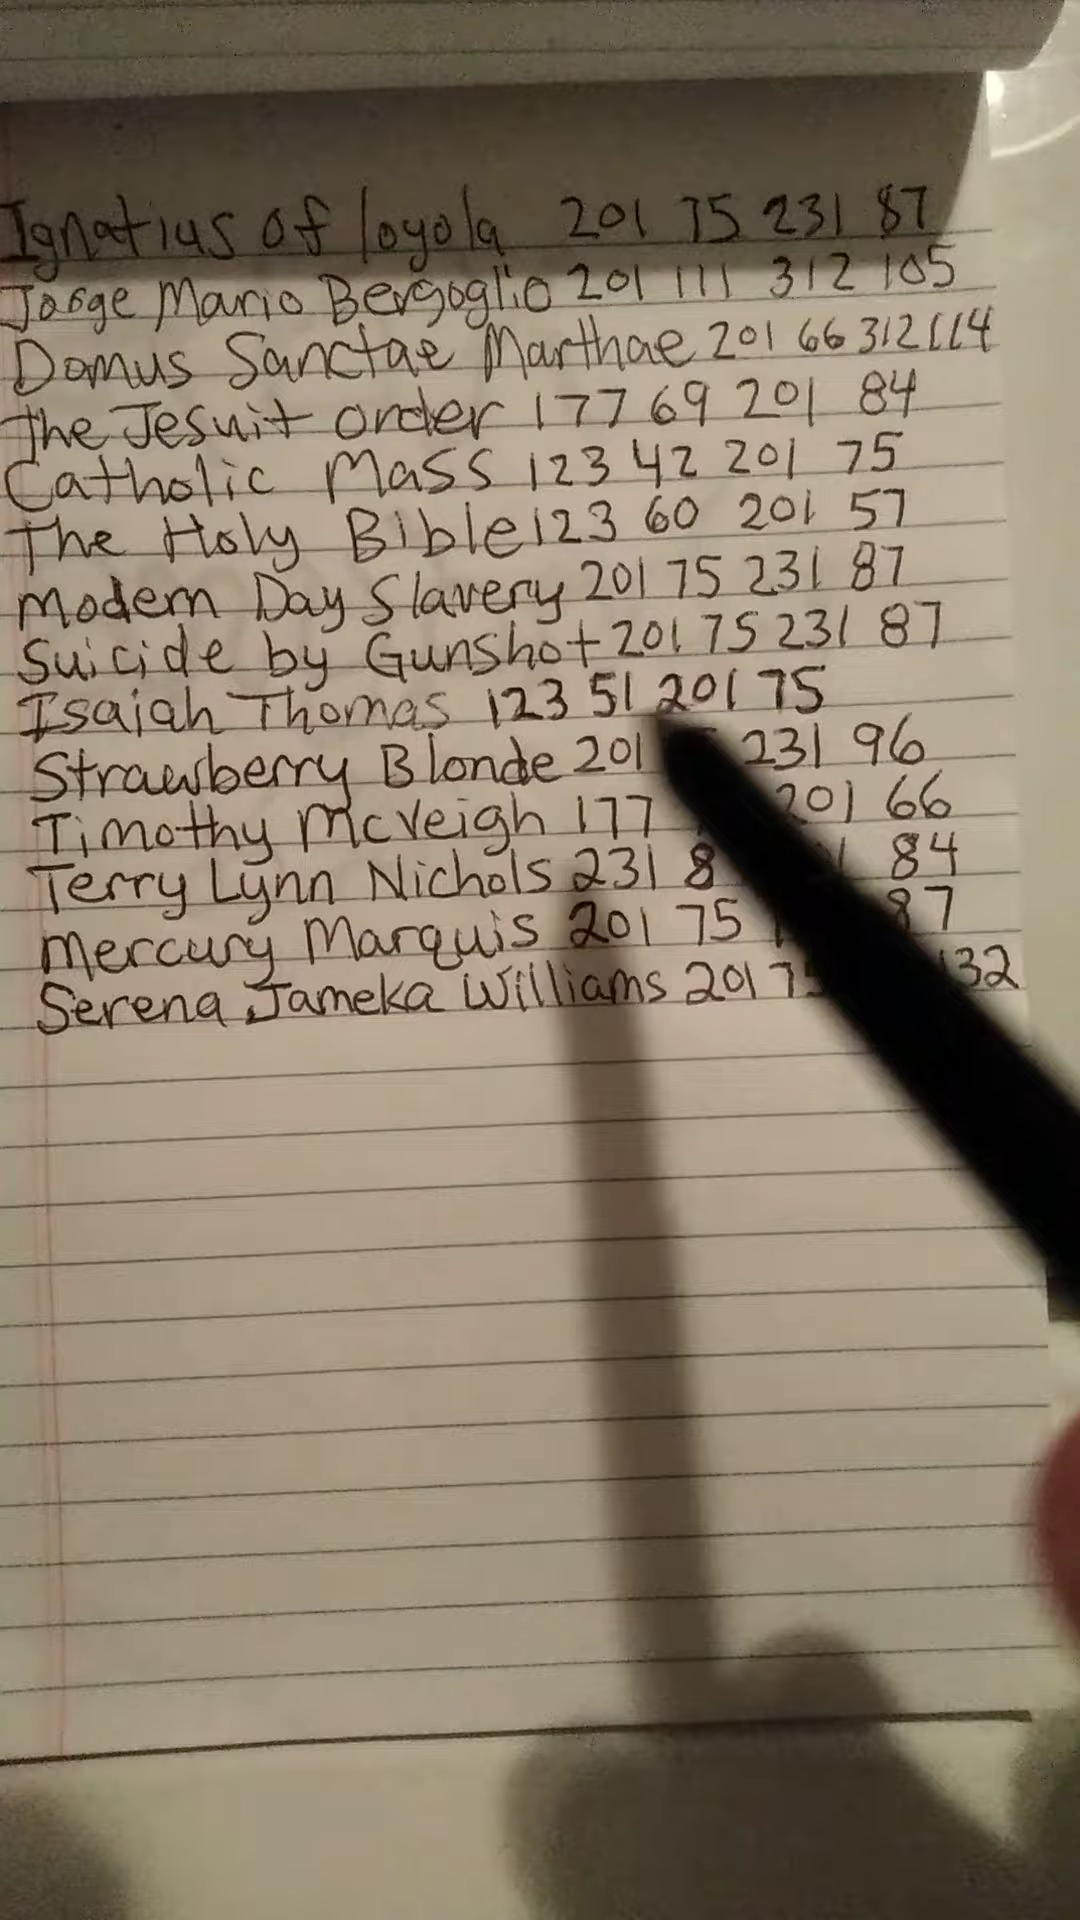 Ignatius of loyola 201 75 231 87
Jorge Mario Bergoglio 201 111 312 105
Domus Sanctae Marthae 201 66 312 114
The Jesuit order 177 69 201 84
Catholic Mass 123 42 201 75
The Holy Bible 123 60 201 57
Modern Day Slavery 201 75 231 87
Suicide by Gunshot 201 75 231 87
Isaiah Thomas 123 51 201 75
Strawberry Blonde 201 231 96
Timothy McVeigh 177 201 66
Terry Lynn Nichols 231 84
Mercury Marquis 201 75 87
Serena Jameka Williams 201 132